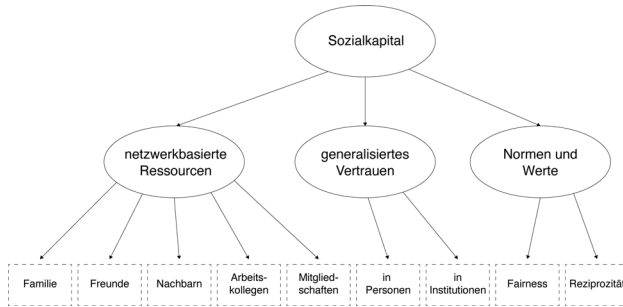 Sozialkapital
netzwerkbasierte
Ressourcen
generalisiertes
Vertrauen
Normen und
Werte
Familie
Freunde
Nachbarn
Arbeits-
kollegen
Mitglied-
schaften
in
Personen
in
Institutionen
Fairness
Reziprozität